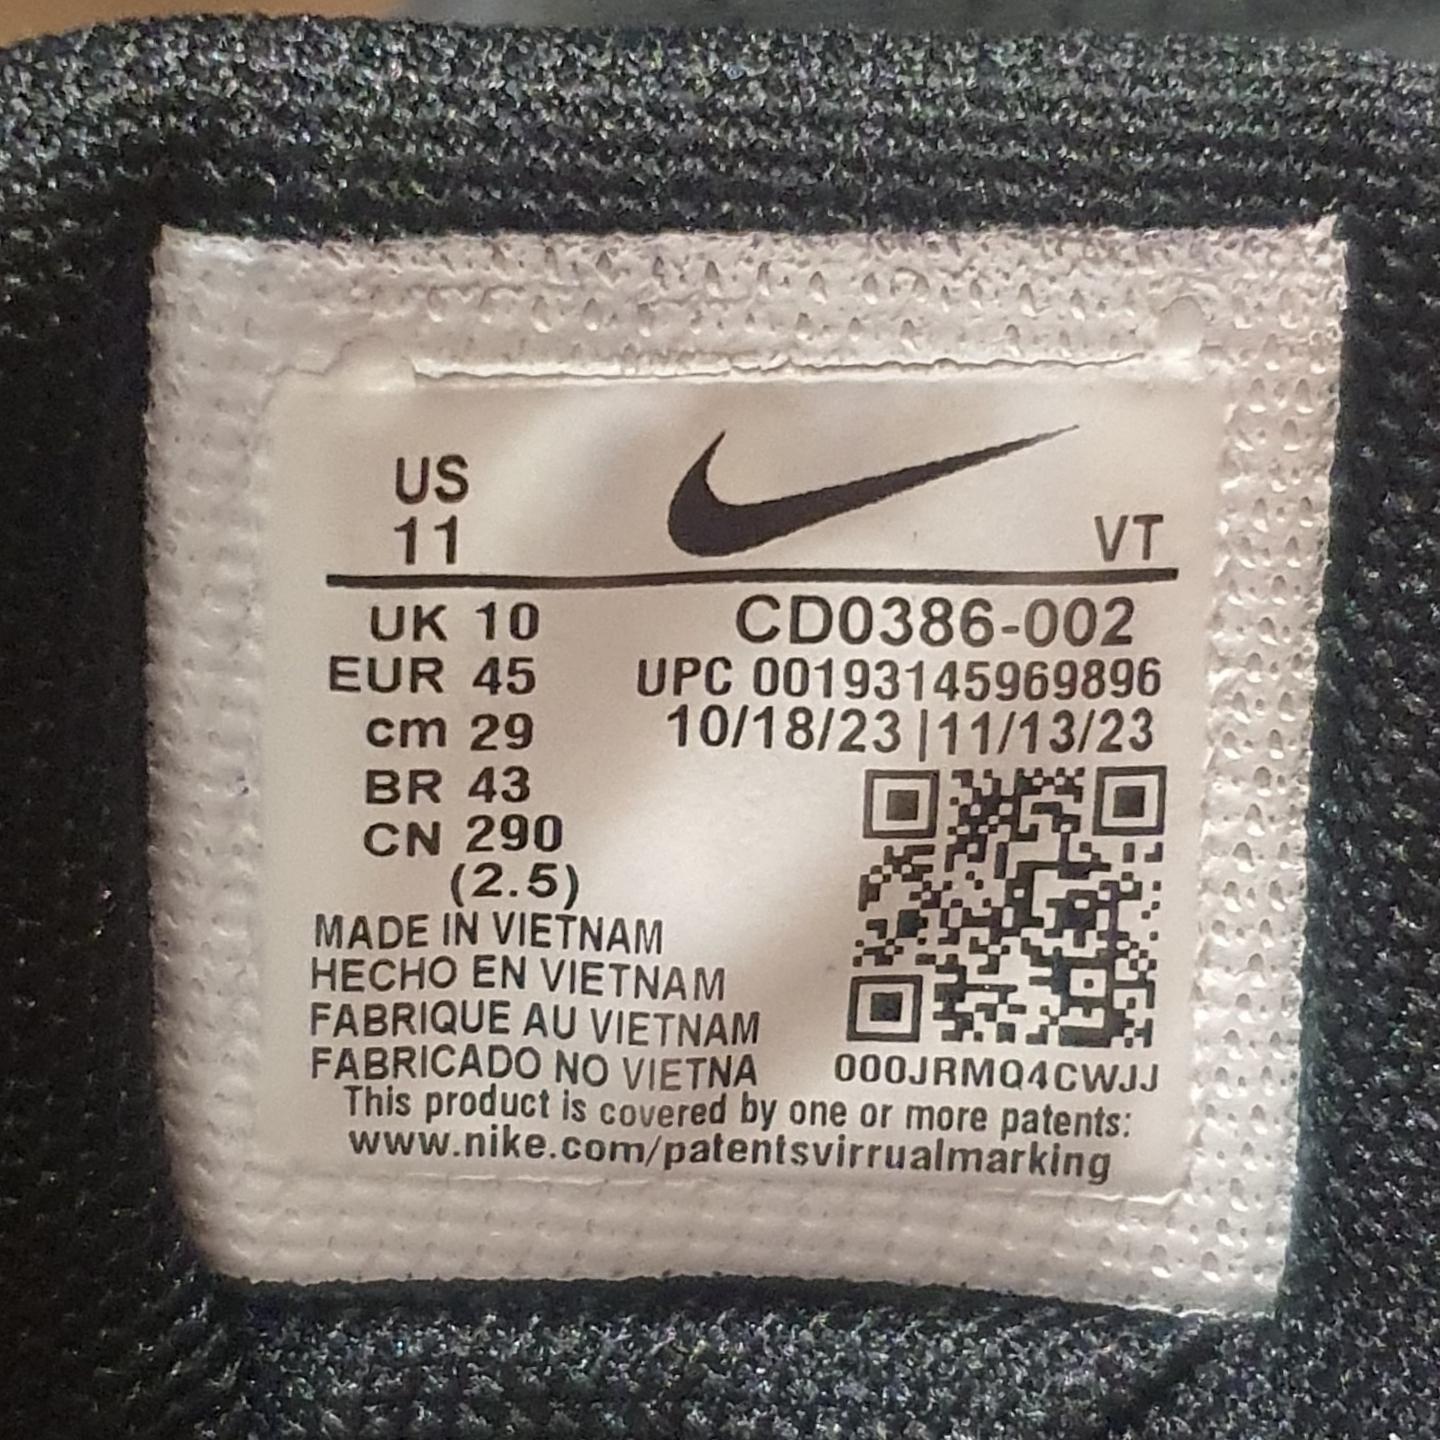 US
11
VT
UK 10
EUR 45
cm 29
BR 43
CN 290
(2.5)
CD0386-002
UPC 00193145969896
10/18/23 | 11/13/23
000JRMQ4CWJJ
MADE IN VIETNAM
HECHO EN VIETNAM
FABRIQUE AU VIETNAM
FABRICADO NO VIETNA
This product is covered by one or more patents:
www.nike.com/patentsvirrualmarking